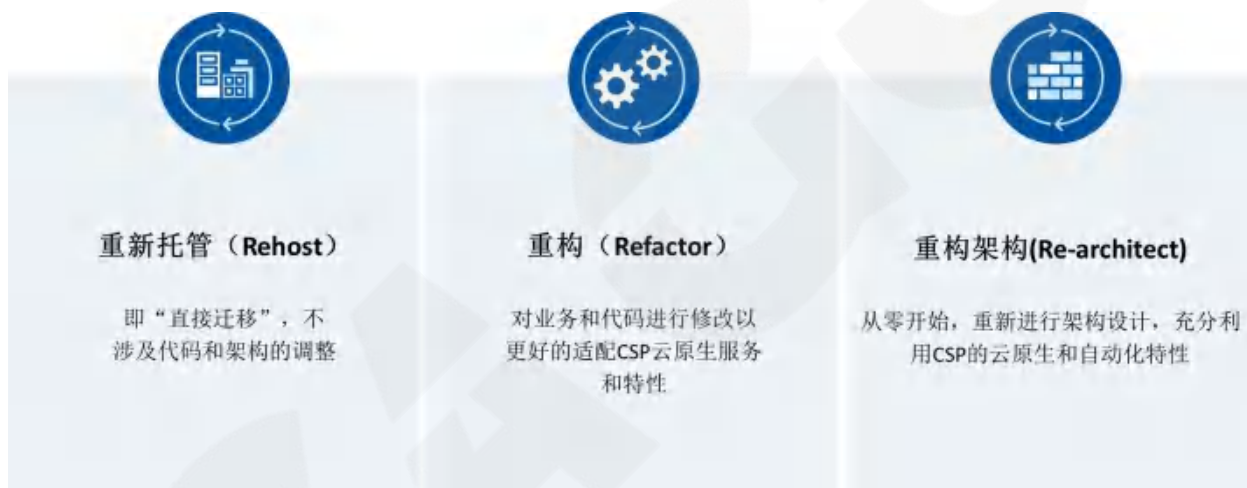 重新托管（Rehost）
即“直接迁移”，不
涉及代码和架构的调整
重构（Refactor）
对业务和代码进行修改以
更好的适配CSP云原生服务
和特性
重构架构(Re-architect)
从零开始，重新进行架构设计，充分利
用CSP的云原生和自动化特性